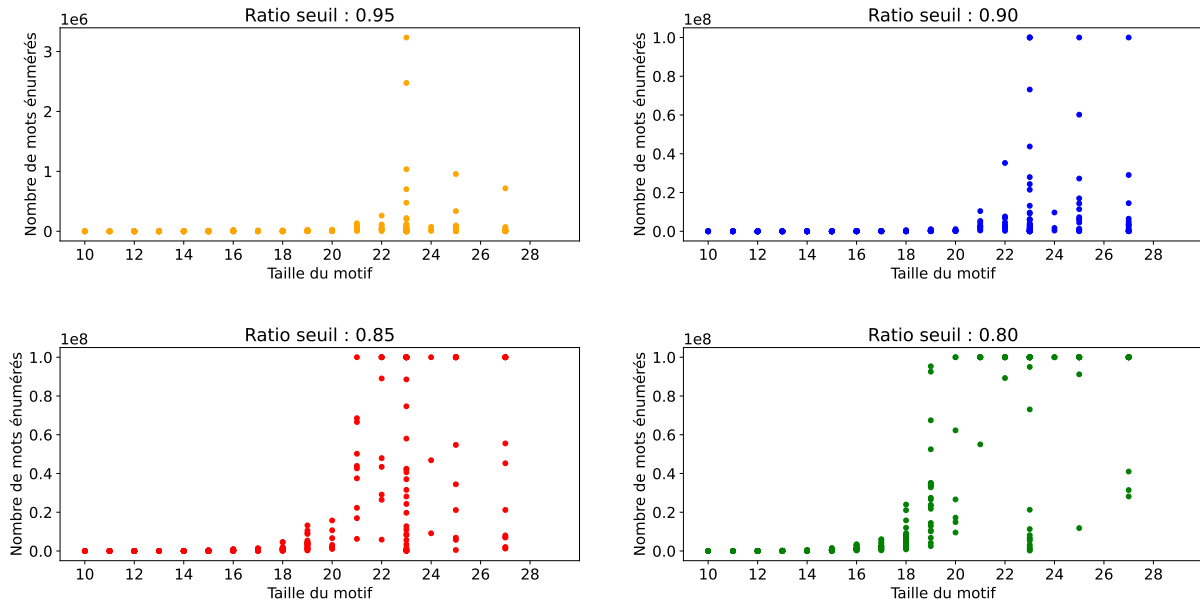 Ratio seuil : 0.95
1e6
Nombre de mots énumérés
3
2
1
0
10 12 14 16 18 20 22 24 26 28
Taille du motif
Ratio seuil : 0.90
1e8
Nombre de mots énumérés
1.0
0.8
0.6
0.4
0.2
0.0
10 12 14 16 18 20 22 24 26 28
Taille du motif
Ratio seuil : 0.85
1e8
Nombre de mots énumérés
1.0
0.8
0.6
0.4
0.2
0.0
10 12 14 16 18 20 22 24 26 28
Taille du motif
Ratio seuil : 0.80
1e8
Nombre de mots énumérés
1.0
0.8
0.6
0.4
0.2
0.0
10 12 14 16 18 20 22 24 26 28
Taille du motif